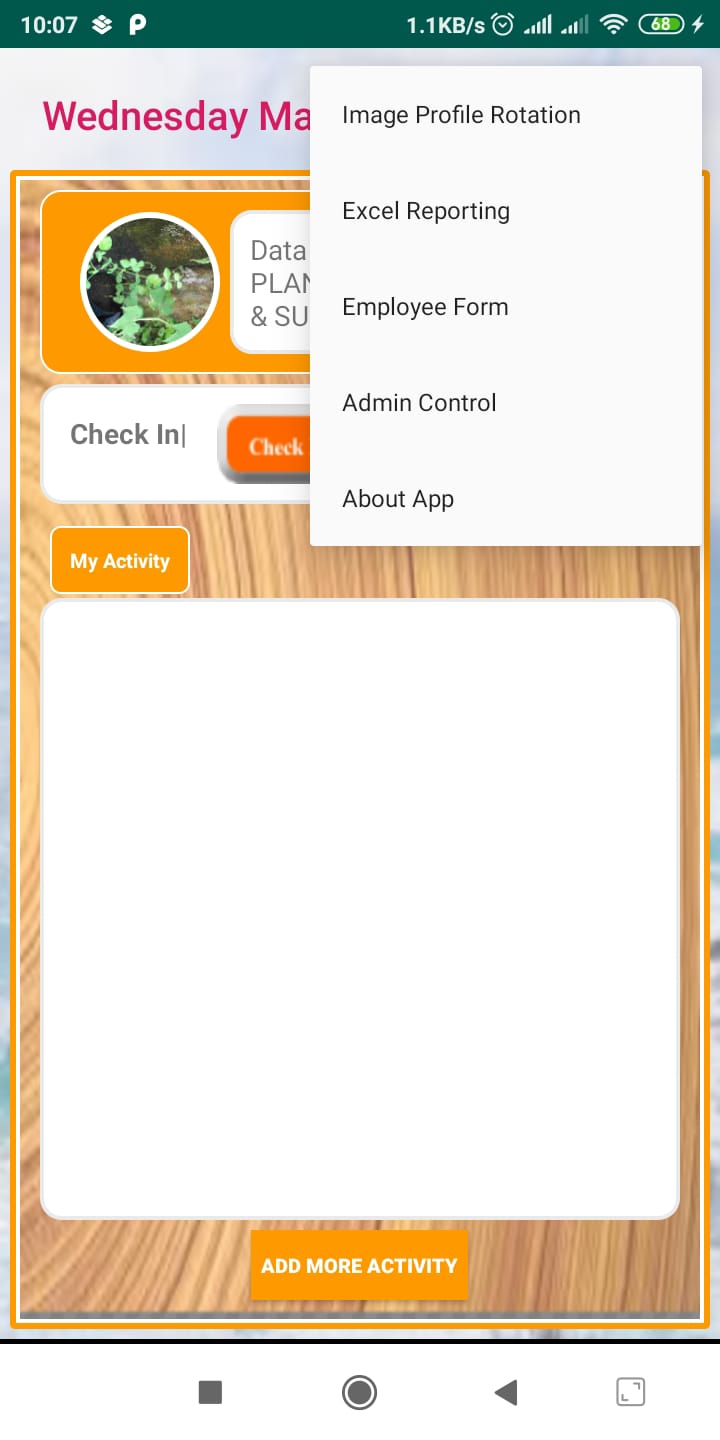 10:07
1.1KB/s
68
Wednesday Ma
Image Profile Rotation
Excel Reporting
Employee Form
Admin Control
About App
Data
PLAN
& SU
Check In|
Check
My Activity
ADD MORE ACTIVITY